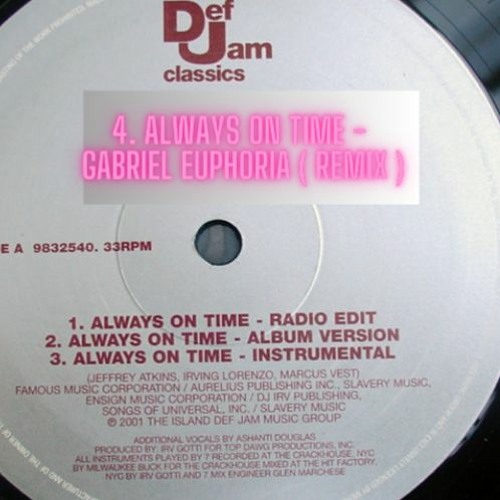 Def
Jam
classics
4. ALWAYS ON TIME -
GABRIEL EUPHORIA ( REMIX )
E A 9832540. 33RPM
1. ALWAYS ON TIME - RADIO EDIT
2. ALWAYS ON TIME - ALBUM VERSION
3. ALWAYS ON TIME - INSTRUMENTAL
(JEFFREY ATKINS, IRVING LORENZO, MARCUS VEST)
FAMOUS MUSIC CORPORATION / AURELIUS PUBLISHING INC., SLAVERY MUSIC,
ENSIGN MUSIC CORPORATION / DJ IRV PUBLISHING,
SONGS OF UNIVERSAL, INC. / SLAVERY MUSIC
℗ 2001 THE ISLAND DEF JAM MUSIC GROUP
ADDITIONAL VOCALS BY ASHANTI DOUGLAS
PRODUCED BY: IRV GOTTI FOR TOP DAWG PRODUCTIONS, INC.
ALL INSTRUMENTS PLAYED BY 7 RECORDED AT THE CRACKHOUSE, NYC
BY MILWAUKEE BUCK FOR THE CRACKHOUSE MIXED AT THE HIT FACTORY,
NYC BY IRV GOTTI AND 7 MIX ENGINEER GLEN MARCHESE